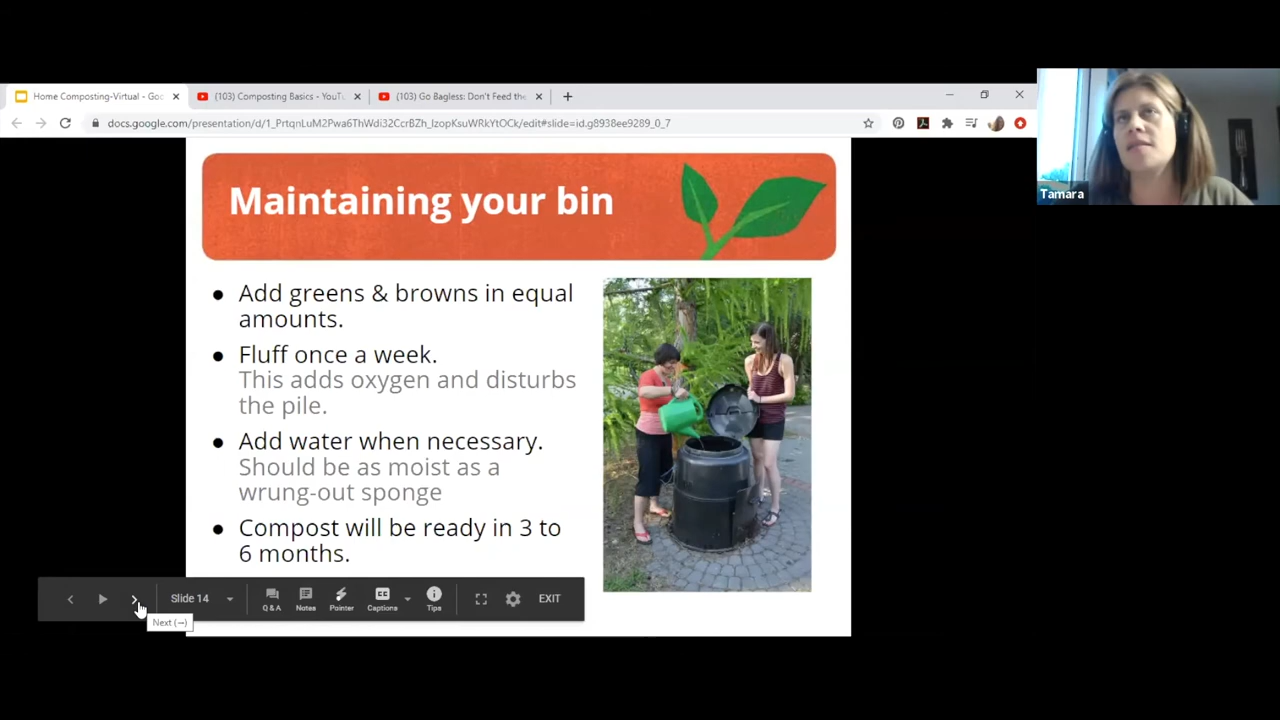 Home Composting-Virtual - Goo
(103) Composting Basics - YouTu
(103) Go Bagless: Don't Feed the
docs.google.com/presentation/d/1_PrtqnLuM2Pwa6ThWdi32CcrBZh_IzopKsuWRkYtOCk/edit#slide=id.g8938ee9289_0_7
Tamara
Maintaining your bin
● Add greens & browns in equal
amounts.
● Fluff once a week.
This adds oxygen and disturbs
the pile.
● Add water when necessary.
Should be as moist as a
wrung-out sponge
● Compost will be ready in 3 to
6 months.
Slide 14
Q & A
Notes
Pointer
CC
Captions
Tips
EXIT
Next (→)